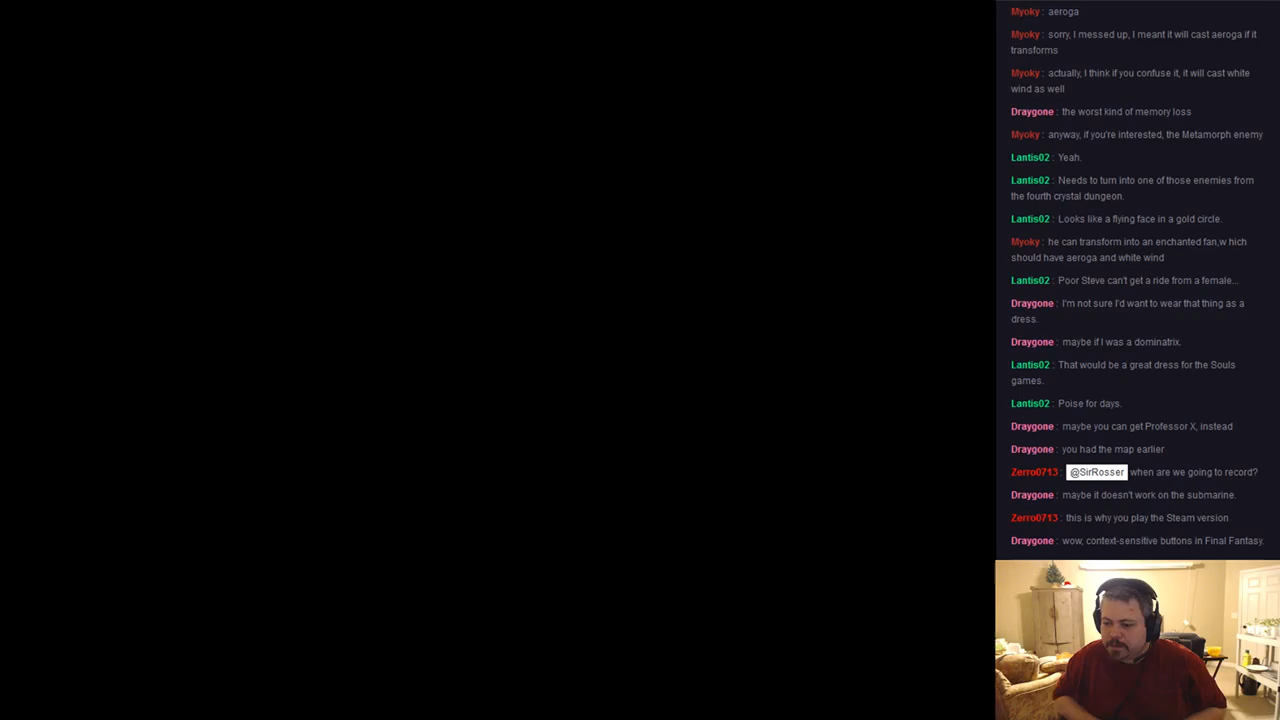 Myoky : aeroga
Myoky : sorry, I messed up, I meant it will cast aeroga if it
transforms
Myoky : actually, I think if you confuse it, it will cast white
wind as well
Draygone : the worst kind of memory loss
Myoky : anyway, if you're interested, the Metamorph enemy
Lantis02 : Yeah.
Lantis02 : Needs to turn into one of those enemies from
the fourth crystal dungeon.
Lantis02 : Looks like a flying face in a gold circle.
Myoky : he can transform into an enchanted fan,w hich
should have aeroga and white wind
Lantis02 : Poor Steve can't get a ride from a female...
Draygone : I'm not sure I'd want to wear that thing as a
dress.
Draygone : maybe if I was a dominatrix.
Lantis02 : That would be a great dress for the Souls
games.
Lantis02 : Poise for days.
Draygone : maybe you can get Professor X, instead
Draygone : you had the map earlier
Zerro0713 : @SirRosser when are we going to record?
Draygone : maybe it doesn't work on the submarine.
Zerro0713 : this is why you play the Steam version
Draygone : wow, context-sensitive buttons in Final Fantasy.